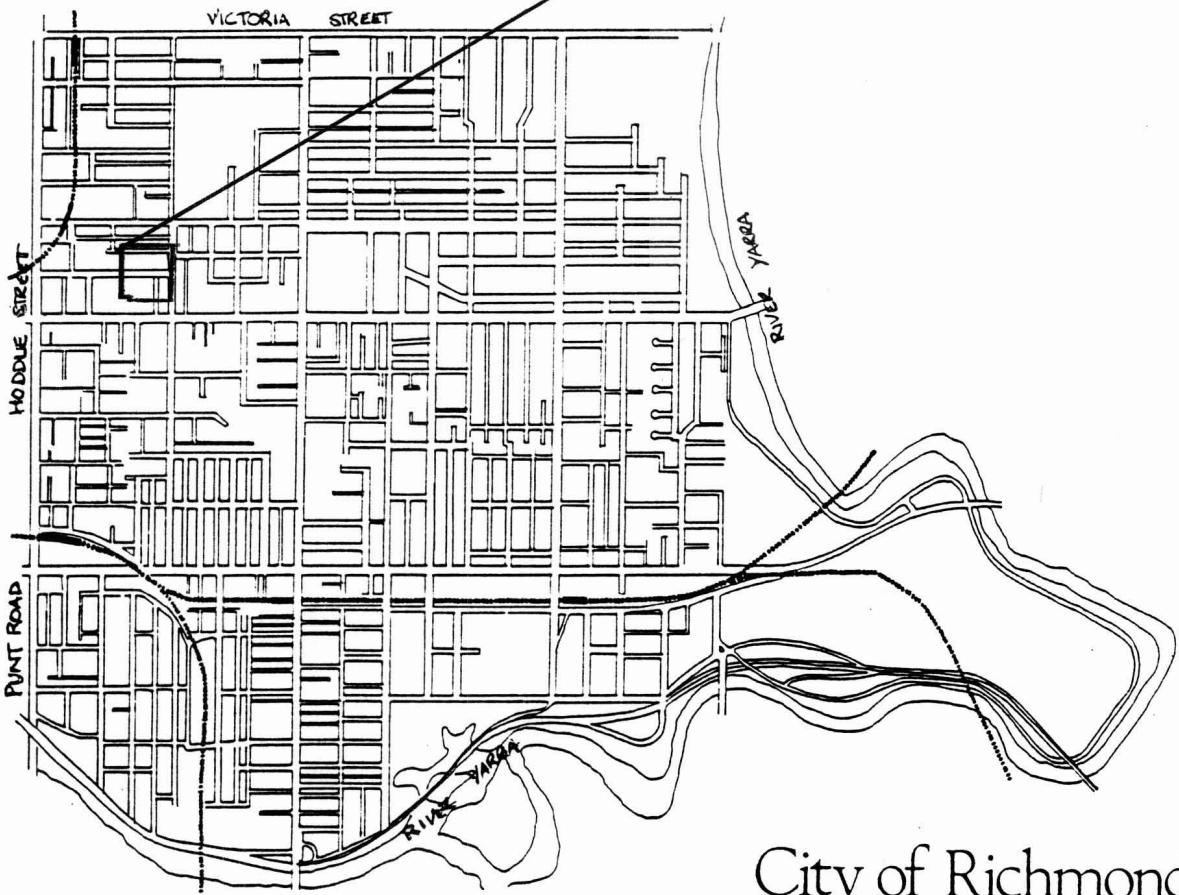 VICTORIA STREET
HODDLE STREET
RIVER YARRA
PUNT ROAD
RIVER YARRA
City of Richmond